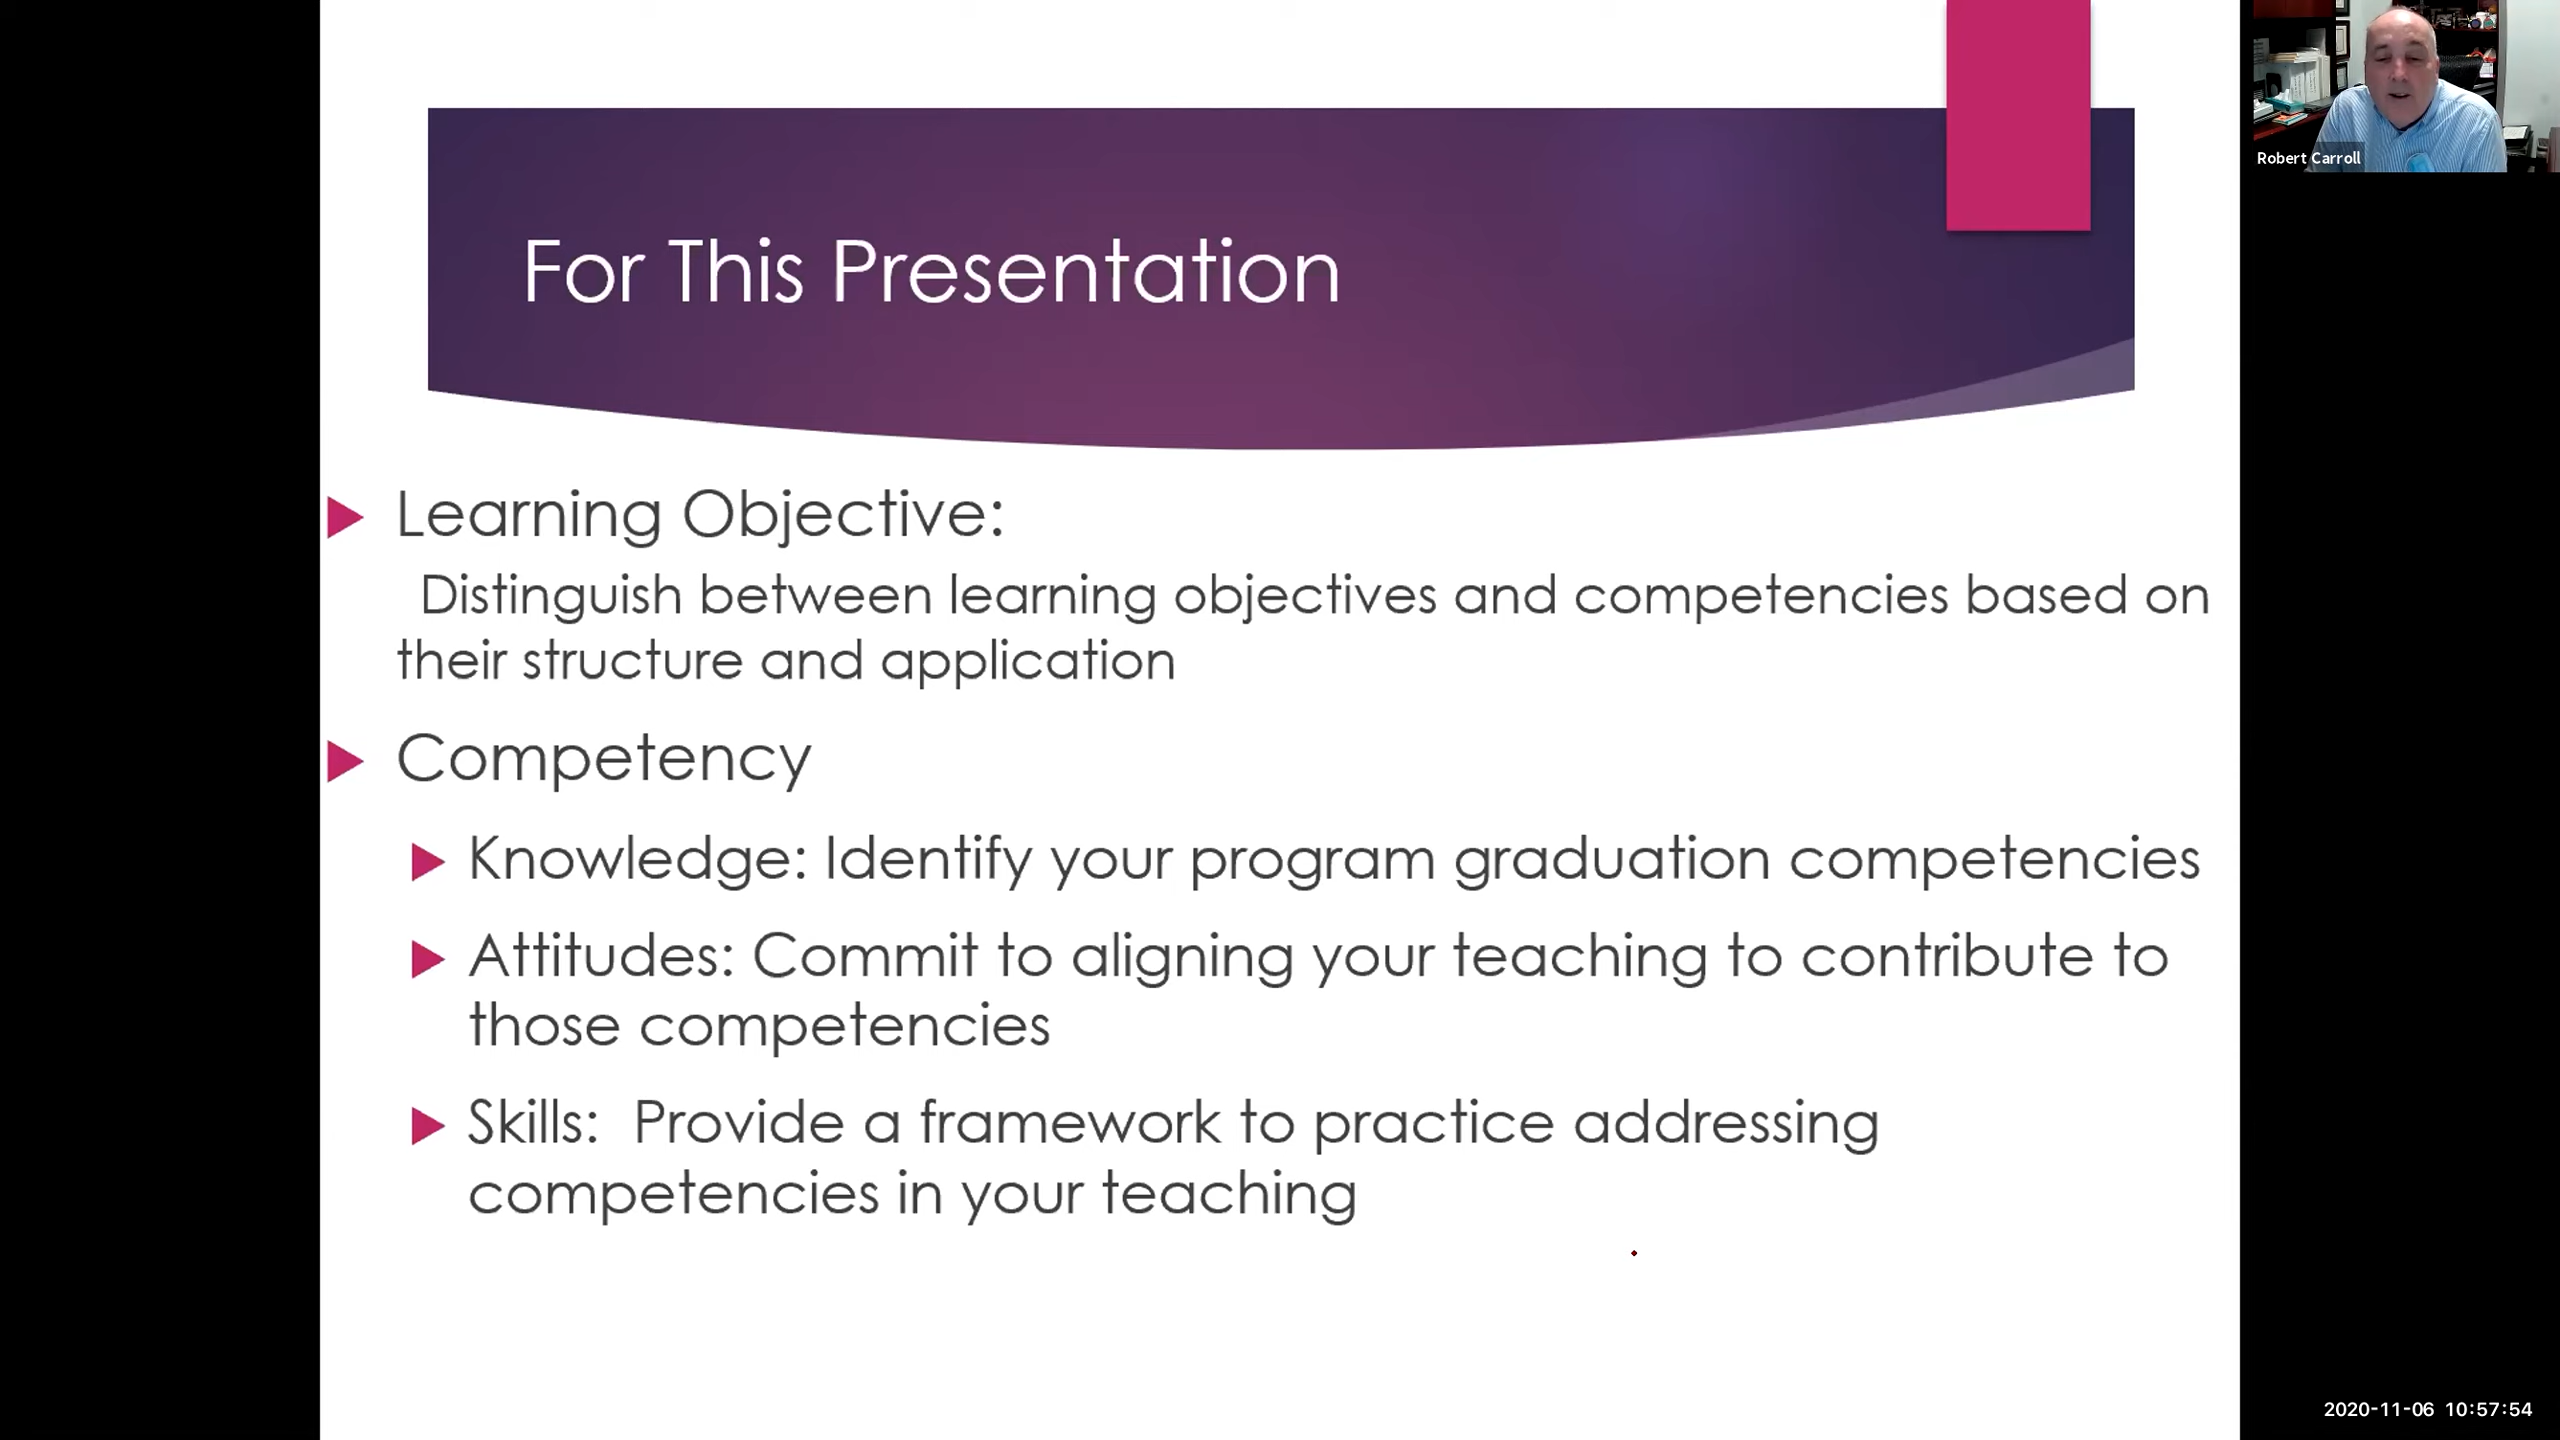 For This Presentation
Robert Carroll
Learning Objective:
Distinguish between learning objectives and competencies based on
their structure and application
Competency
Knowledge: Identify your program graduation competencies
Attitudes: Commit to aligning your teaching to contribute to
those competencies
Skills:  Provide a framework to practice addressing
competencies in your teaching
2020-11-06 10:57:54